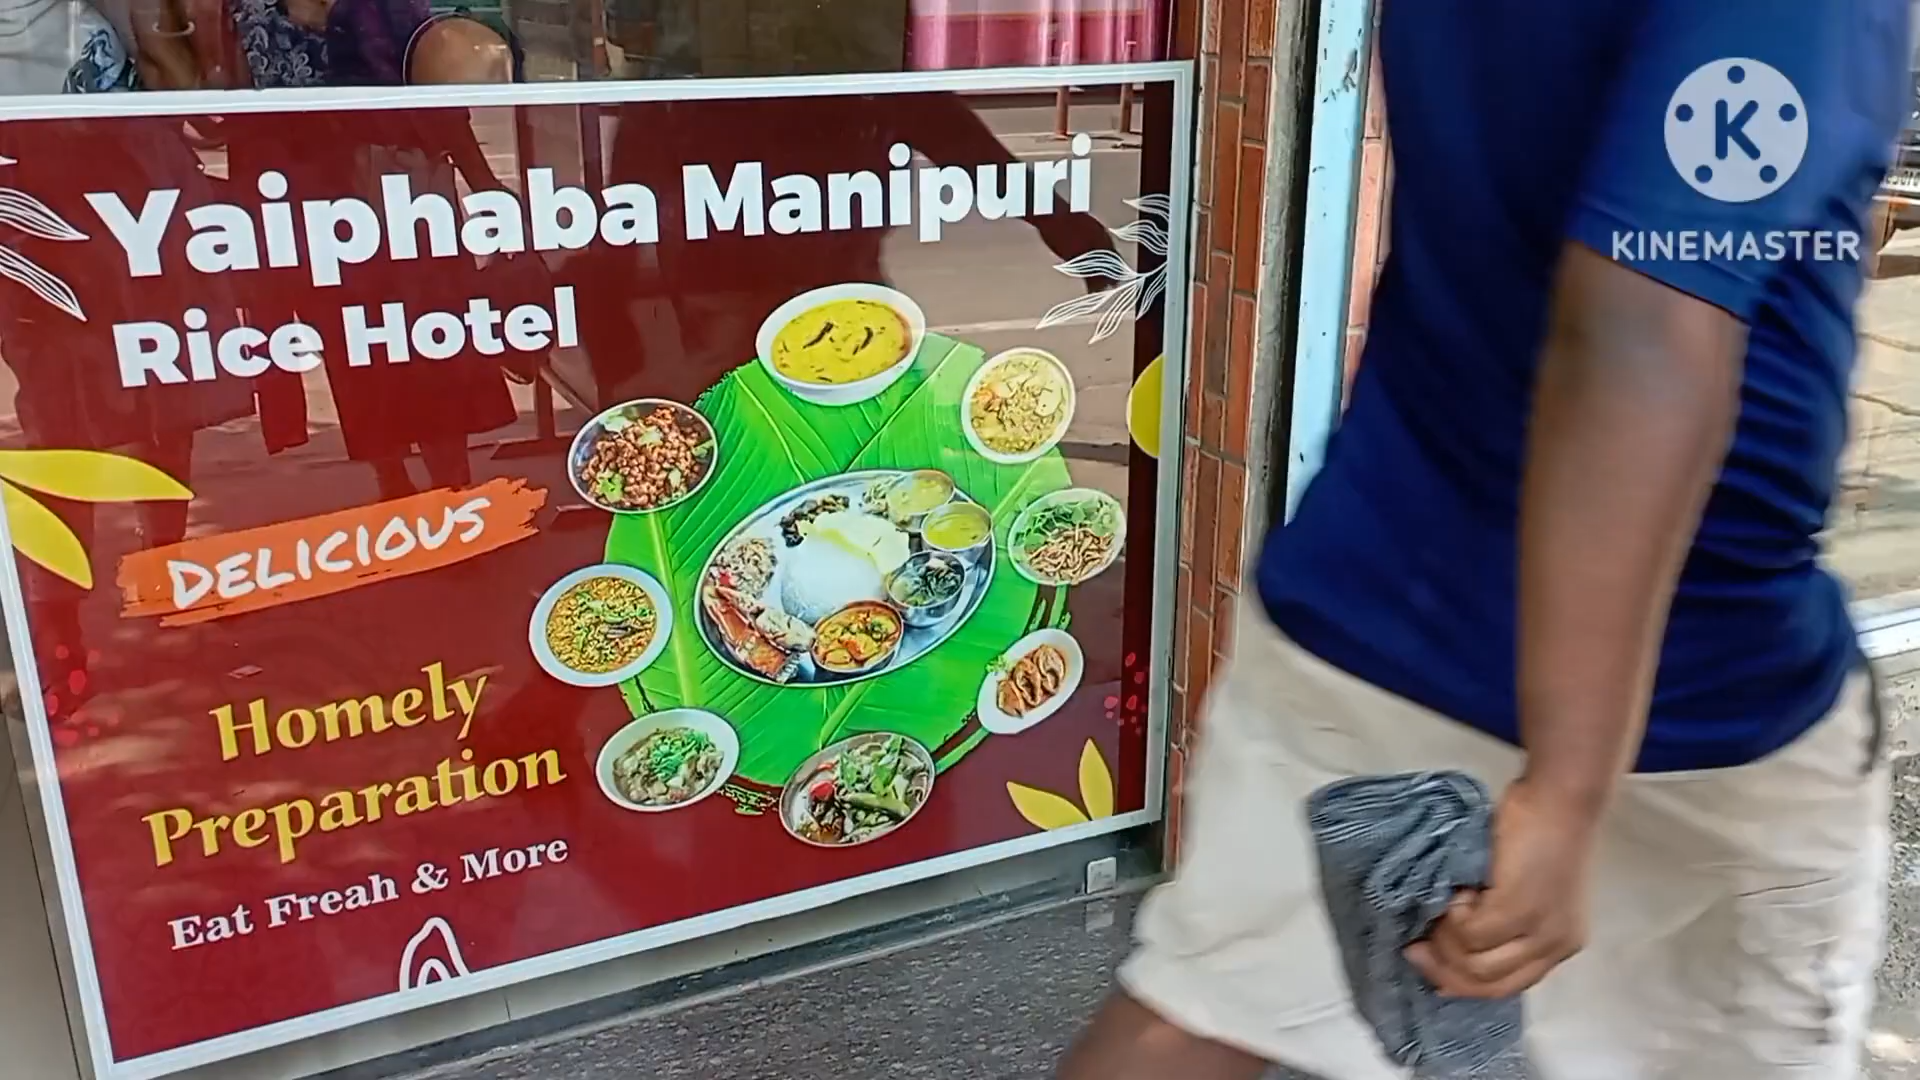 Yaiphaba Manipuri
Rice Hotel
DELICIOUS
Homely
Preparation
Eat Freah & More
K
KINEMASTER